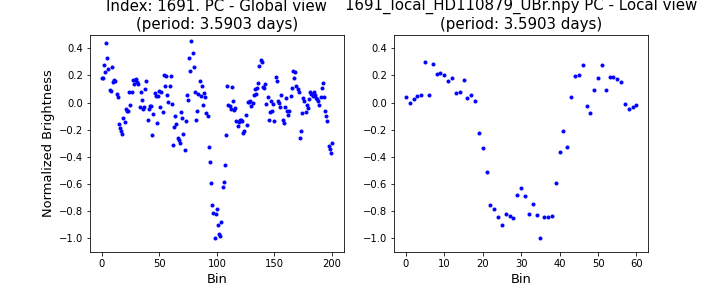 Index: 1691. PC - Global view
(period: 3.5903 days)
1691_local_HD110879_UBr.npy PC - Local view
(period: 3.5903 days)
Normalized Brightness
0.4
0.2
0.0
−0.2
−0.4
−0.6
−0.8
−1.0
0 50 100 150 200
Bin
0.4
0.2
0.0
−0.2
−0.4
−0.6
−0.8
−1.0
0 10 20 30 40 50 60
Bin